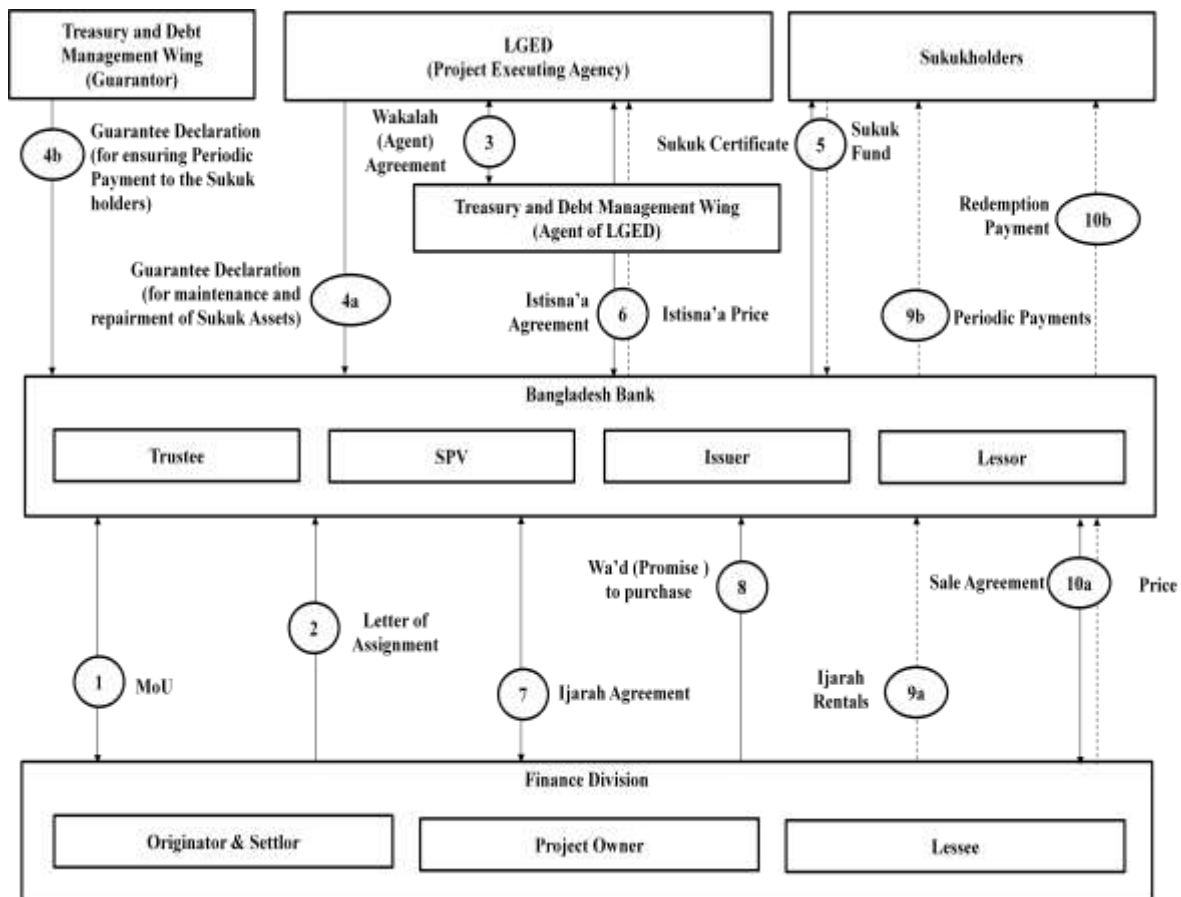 Treasury and Debt
Management Wing
(Guarantor)
LGED
(Project Executing Agency)
Sukukholders
4b
Guarantee Declaration
(for ensuring Periodic
Payment to the Sukuk
holders)
Wakalah
(Agent)
Agreement
3
Sukuk Certificate
5
Sukuk
Fund
Treasury and Debt Management Wing
(Agent of LGED)
Redemption
Payment
10b
Guarantee Declaration
(for maintenance and
repairment of Sukuk Assets)
4a
Istisna’a
Agreement
6
Istisna’a Price
9b
Periodic Payments
Bangladesh Bank
Trustee
SPV
Issuer
Lessor
1
MoU
2
Letter of
Assignment
7
Ijarah Agreement
Wa’d (Promise )
to purchase
8
Ijarah
Rentals
9a
Sale Agreement
10a
Price
Finance Division
Originator & Settlor
Project Owner
Lessee